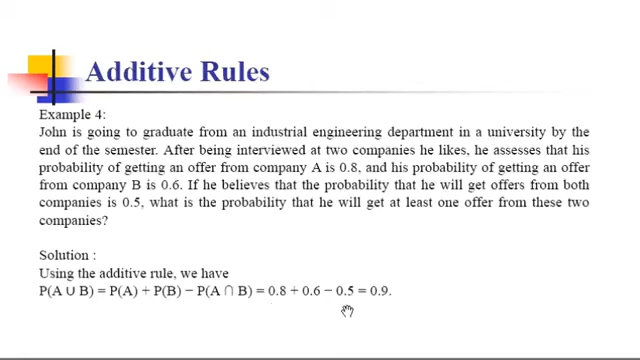 Additive Rules
Example 4:
John is going to graduate from an industrial engineering department in a university by the
end of the semester. After being interviewed at two companies he likes, he assesses that his
probability of getting an offer from company A is 0.8, and his probability of getting an offer
from company B is 0.6. If he believes that the probability that he will get offers from both
companies is 0.5, what is the probability that he will get at least one offer from these two
companies?
Solution :
Using the additive rule, we have
P(A ∪ B) = P(A) + P(B) − P(A ∩ B) = 0.8 + 0.6 − 0.5 = 0.9.